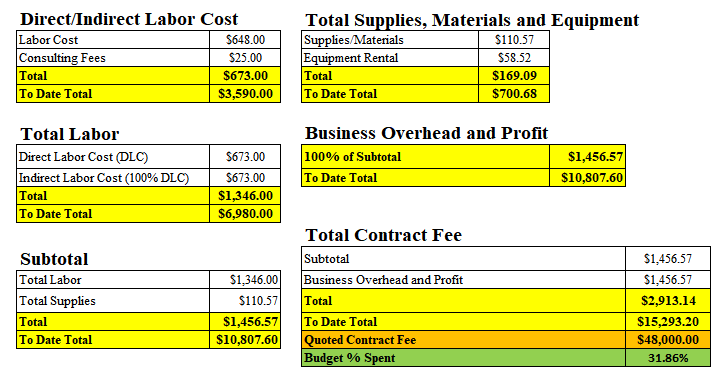 Direct/Indirect Labor Cost
Labor Cost $648.00
Consulting Fees $25.00
Total $673.00
To Date Total $3,590.00
Total Supplies, Materials and Equipment
Supplies/Materials $110.57
Equipment Rental $58.52
Total $169.09
To Date Total $700.68
Total Labor
Direct Labor Cost (DLC) $673.00
Indirect Labor Cost (100% DLC) $673.00
Total $1,346.00
To Date Total $6,980.00
Business Overhead and Profit
100% of Subtotal $1,456.57
To Date Total $10,807.60
Subtotal
Total Labor $1,346.00
Total Supplies $110.57
Total $1,456.57
To Date Total $10,807.60
Total Contract Fee
Subtotal $1,456.57
Business Overhead and Profit $1,456.57
Total $2,913.14
To Date Total $15,293.20
Quoted Contract Fee $48,000.00
Budget % Spent 31.86%